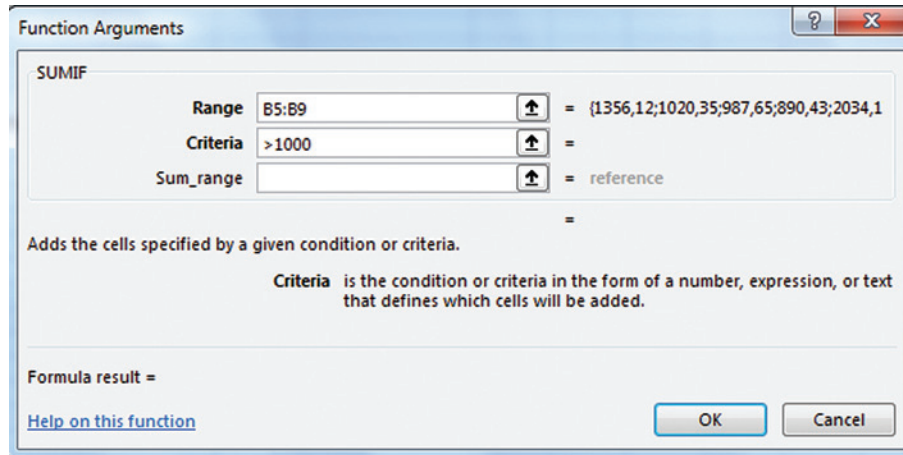 Function Arguments
SUMIF
Range B5:B9 = {1356,12;1020,35;987,65;890,43;2034,1
Criteria >1000 =
Sum_range = reference
=
Adds the cells specified by a given condition or criteria.
Criteria is the condition or criteria in the form of a number, expression, or text
that defines which cells will be added.
Formula result =
Help on this function OK Cancel